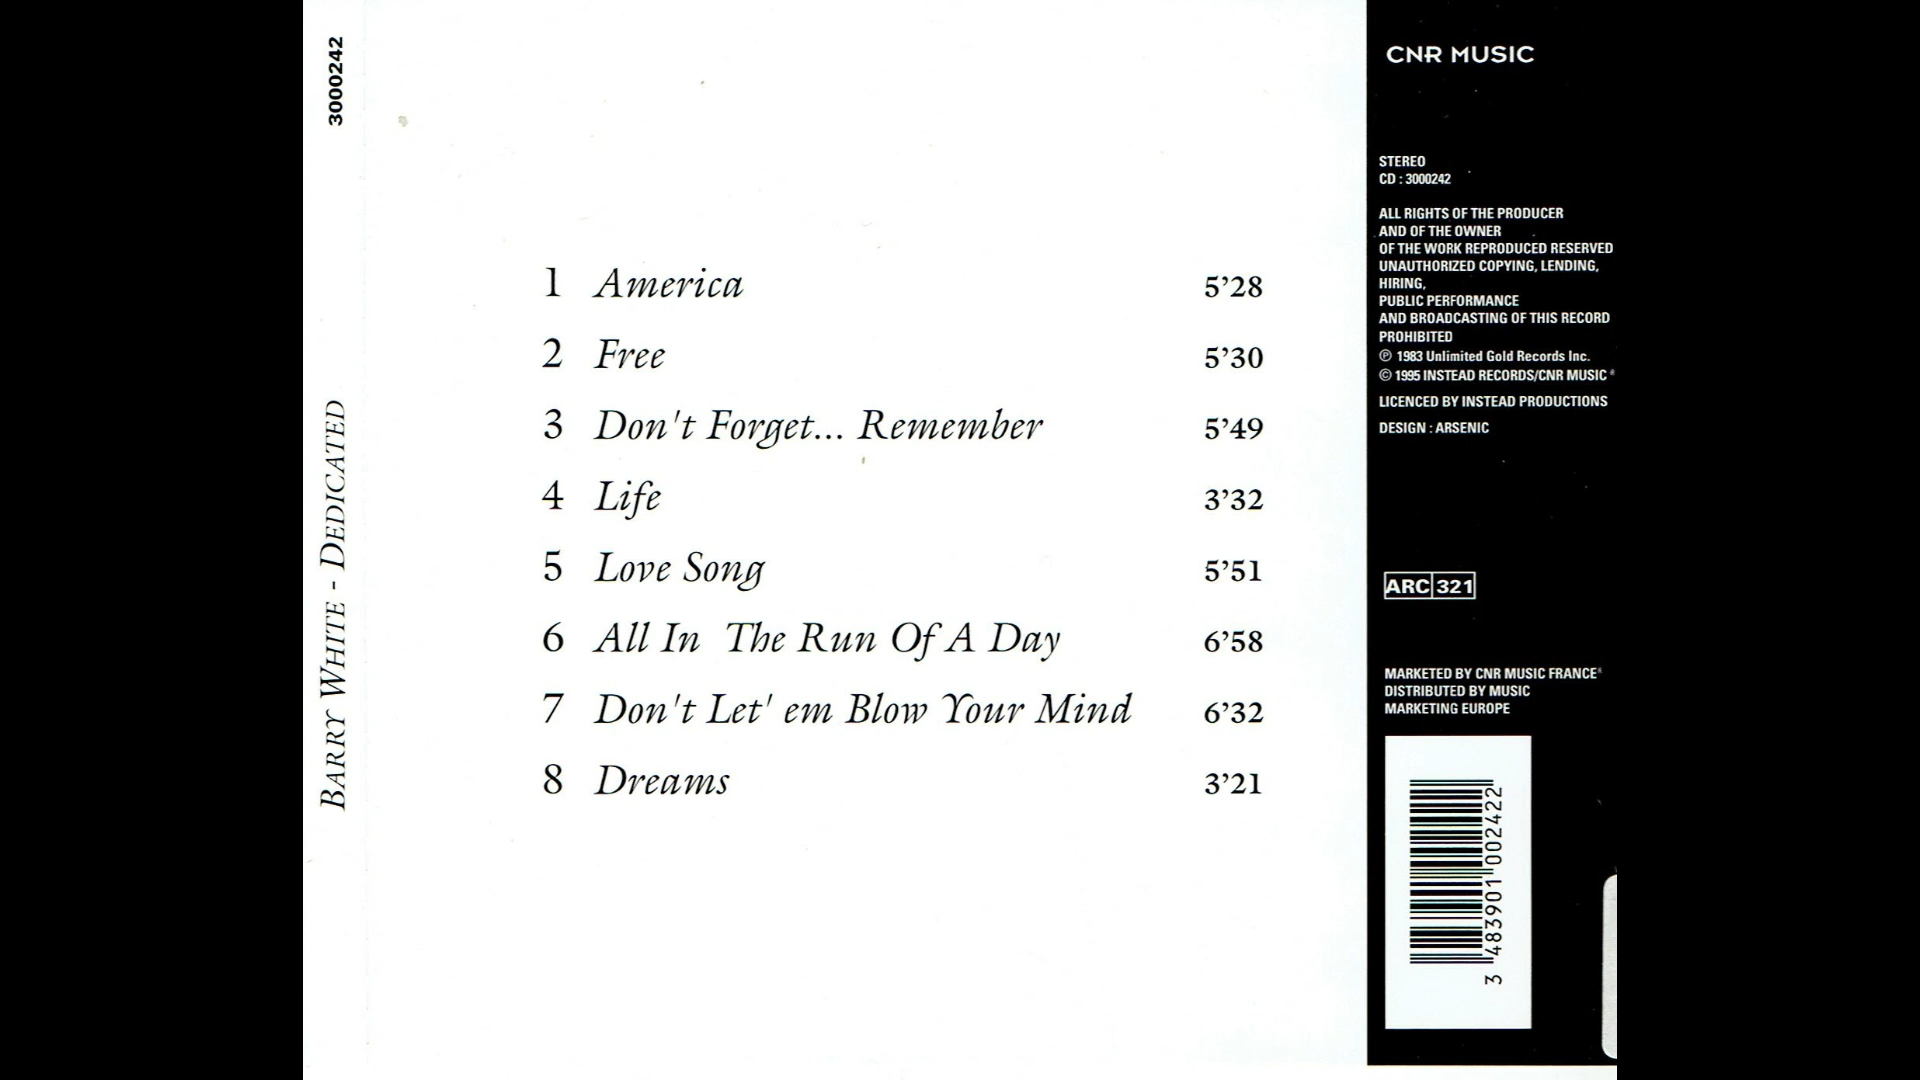 3000242
BARRY WHITE - DEDICATED
1 America 5'28
2 Free 5'30
3 Don't Forget... Remember 5'49
4 Life 3'32
5 Love Song 5'51
6 All In The Run Of A Day 6'58
7 Don't Let' em Blow Your Mind 6'32
8 Dreams 3'21
CNR MUSIC
STEREO
CD : 3000242
ALL RIGHTS OF THE PRODUCER
AND OF THE OWNER
OF THE WORK REPRODUCED RESERVED
UNAUTHORIZED COPYING, LENDING,
HIRING,
PUBLIC PERFORMANCE
AND BROADCASTING OF THIS RECORD
PROHIBITED
℗ 1983 Unlimited Gold Records Inc.
© 1995 INSTEAD RECORDS/CNR MUSIC ®
LICENCED BY INSTEAD PRODUCTIONS
DESIGN : ARSENIC
ARC 321
MARKETED BY CNR MUSIC FRANCE®
DISTRIBUTED BY MUSIC
MARKETING EUROPE
3 483901 002422